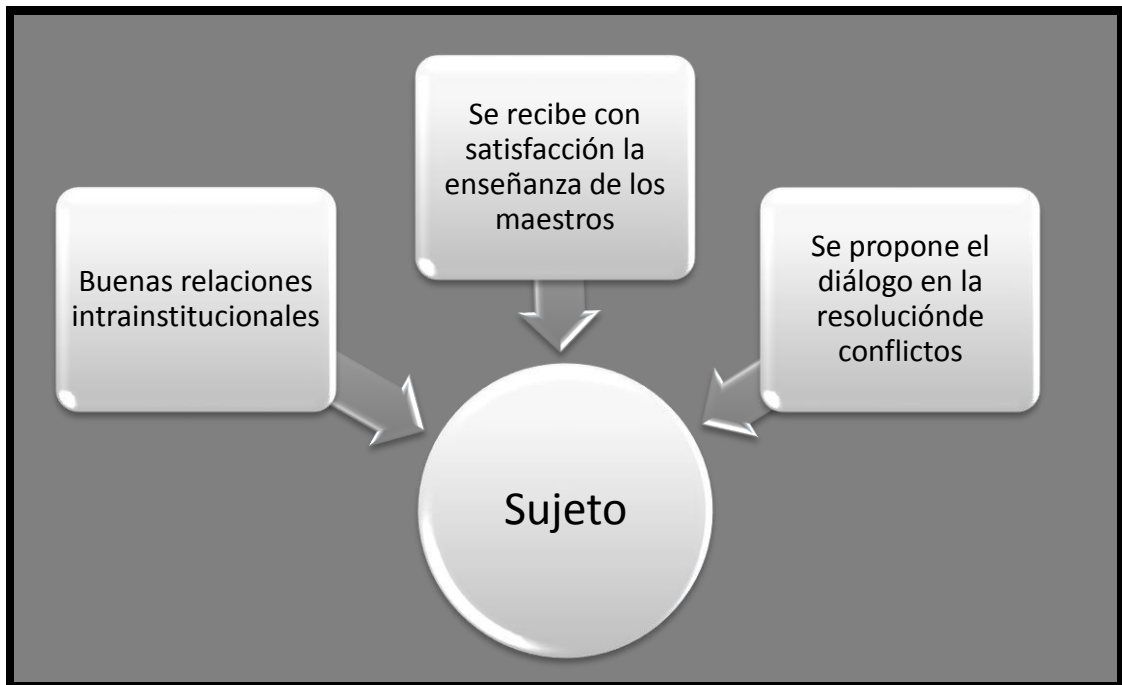 Se recibe con
satisfacción la
enseñanza de los
maestros
Buenas relaciones
intrainstitucionales
Se propone el
diálogo en la
resoluciónde
conflictos
Sujeto